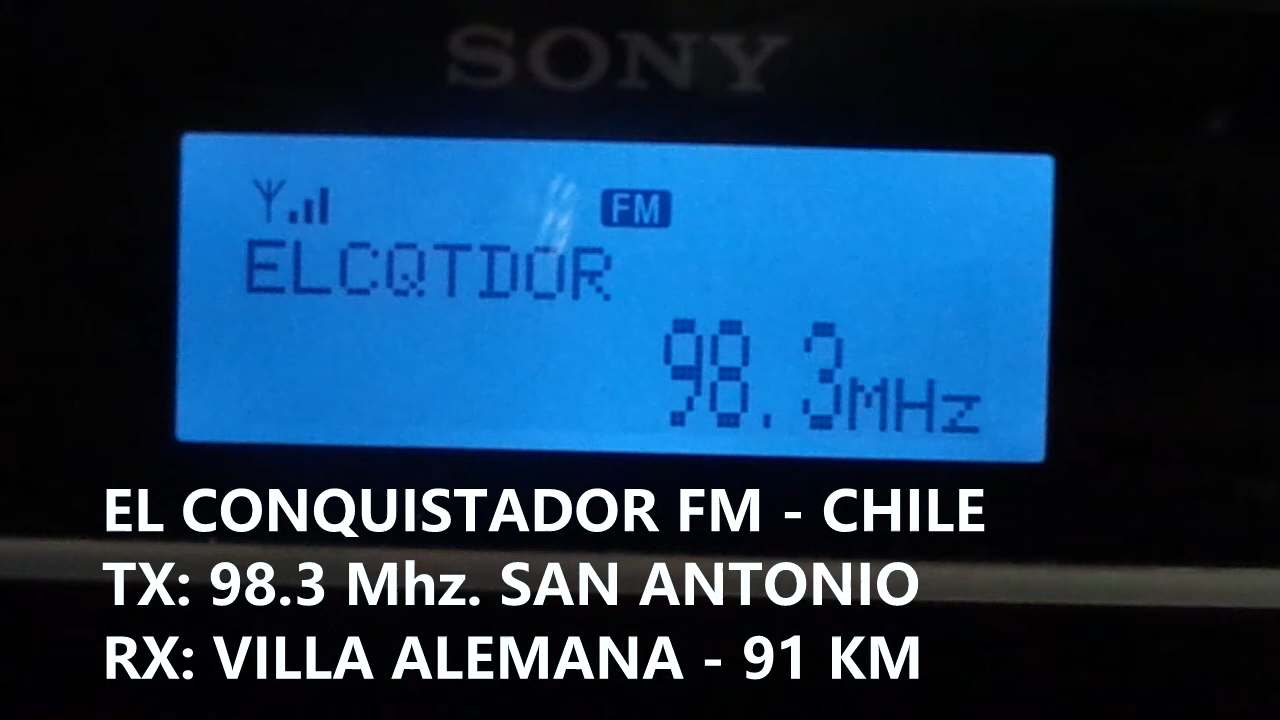 SONY
FM
ELCQTDOR
98.3MHz
EL CONQUISTADOR FM - CHILE
TX: 98.3 Mhz. SAN ANTONIO
RX: VILLA ALEMANA - 91 KM